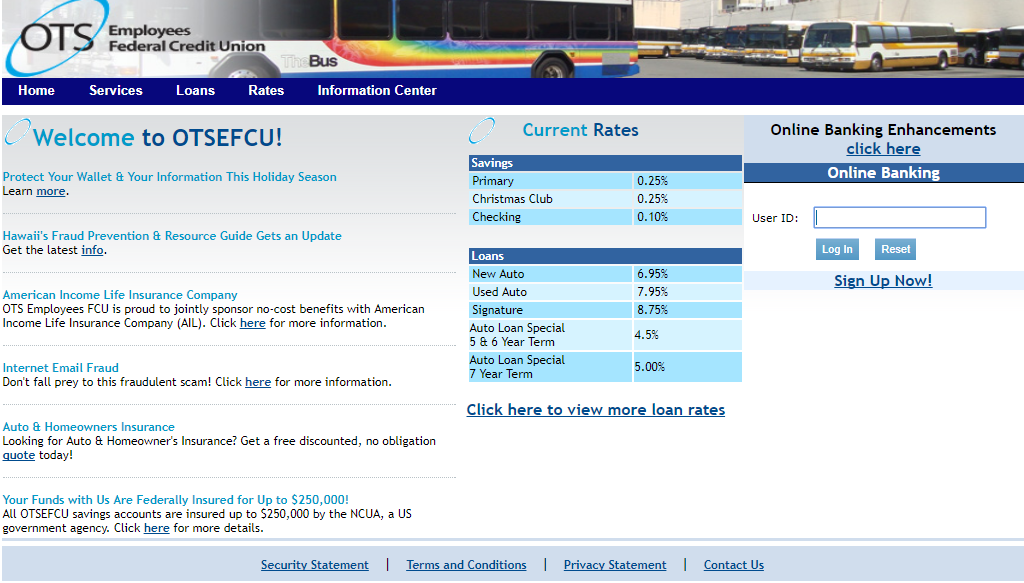 OTS Employees
Federal Credit Union
TheBus
Home Services Loans Rates Information Center
Welcome to OTSEFCU!
Protect Your Wallet & Your Information This Holiday Season
Learn more.
Hawaii's Fraud Prevention & Resource Guide Gets an Update
Get the latest info.
American Income Life Insurance Company
OTS Employees FCU is proud to jointly sponsor no-cost benefits with American
Income Life Insurance Company (AIL). Click here for more information.
Internet Email Fraud
Don't fall prey to this fraudulent scam! Click here for more information.
Auto & Homeowners Insurance
Looking for Auto & Homeowner's Insurance? Get a free discounted, no obligation
quote today!
Your Funds with Us Are Federally Insured for Up to $250,000!
All OTSEFCU savings accounts are insured up to $250,000 by the NCUA, a US
government agency. Click here for more details.
Current Rates
Savings
Primary 0.25%
Christmas Club 0.25%
Checking 0.10%
Loans
New Auto 6.95%
Used Auto 7.95%
Signature 8.75%
Auto Loan Special
5 & 6 Year Term 4.5%
Auto Loan Special
7 Year Term 5.00%
Click here to view more loan rates
Online Banking Enhancements
click here
Online Banking
User ID:
Log In Reset
Sign Up Now!
Security Statement | Terms and Conditions | Privacy Statement | Contact Us